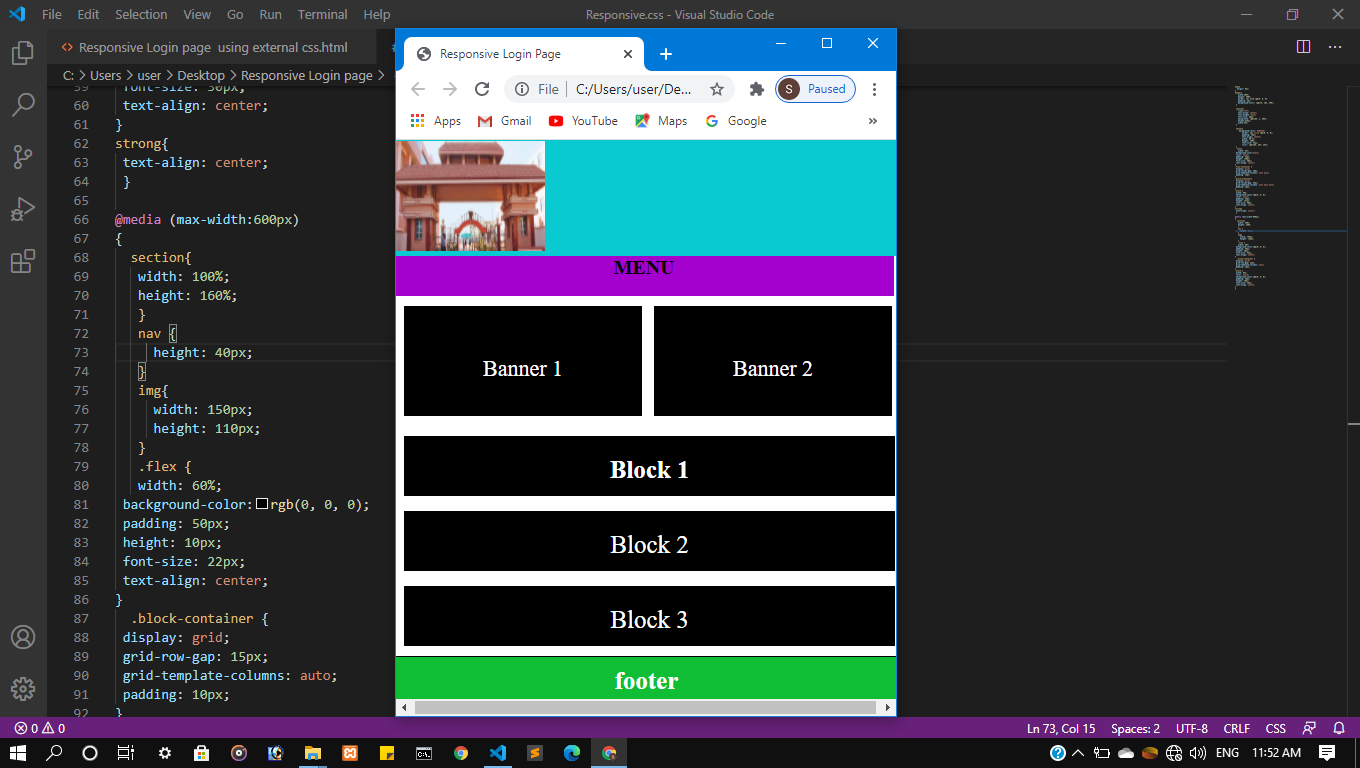 File Edit Selection View Go Run Terminal Help
Responsive.css - Visual Studio Code
Responsive Login page using external css.html
C: > Users > user > Desktop > Responsive Login page >
59 font-size: 30px;
60 text-align: center;
61 }
62 strong{
63 text-align: center;
64 }
65
66 @media (max-width:600px)
67 {
68 section{
69 width: 100%;
70 height: 160%;
71 }
72 nav {
73 height: 40px;
74 }
75 img{
76 width: 150px;
77 height: 110px;
78 }
79 .flex {
80 width: 60%;
81 background-color: rgb(0, 0, 0);
82 padding: 50px;
83 height: 10px;
84 font-size: 22px;
85 text-align: center;
86 }
87 .block-container {
88 display: grid;
89 grid-row-gap: 15px;
90 grid-template-columns: auto;
91 padding: 10px;
92 }
Responsive Login Page
File C:/Users/user/De... S Paused
Apps Gmail YouTube Maps Google »
MENU
Banner 1 Banner 2
Block 1
Block 2
Block 3
footer
0 0 Ln 73, Col 15 Spaces: 2 UTF-8 CRLF CSS
ENG 11:52 AM